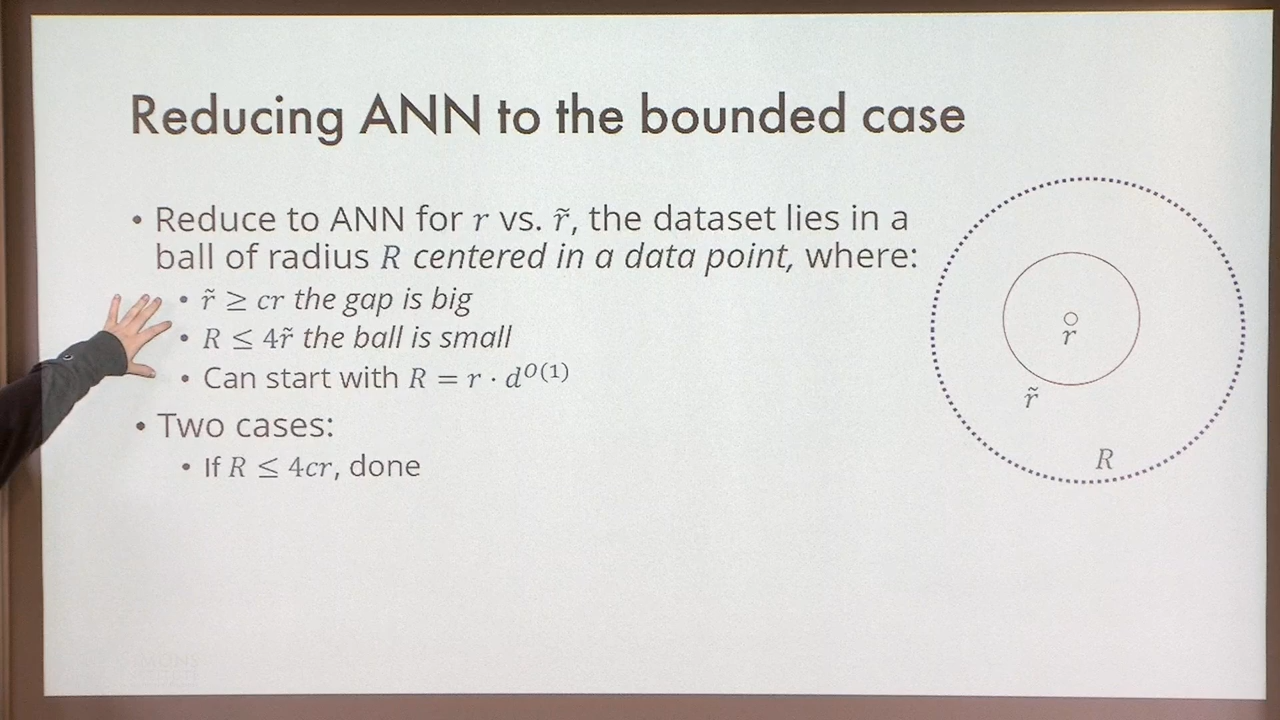 Reducing ANN to the bounded case
• Reduce to ANN for r vs. r̃, the dataset lies in a
ball of radius R centered in a data point, where:
• r̃ ≥ cr the gap is big
• R ≤ 4r̃ the ball is small
• Can start with R = r · d^O(1)
• Two cases:
• If R ≤ 4cr, done
r
r̃
R
SIMONS